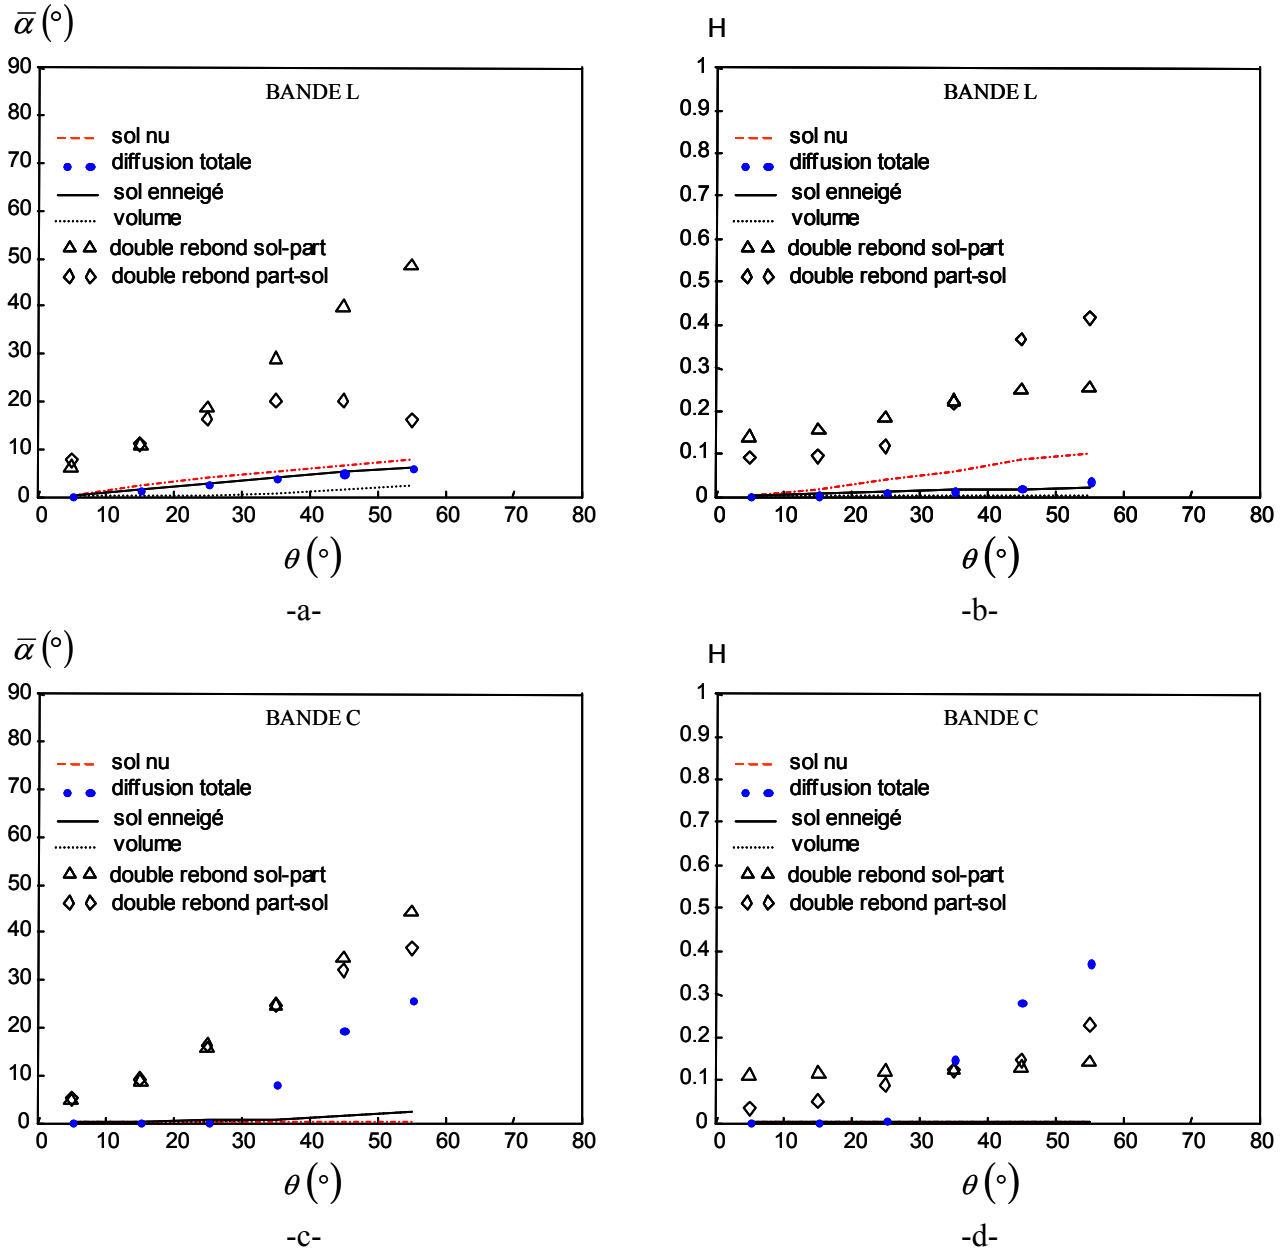 ᾱ (°)
90
80
70
60
50
40
30
20
10
0
BANDE L
sol nu
diffusion totale
sol enneigé
volume
double rebond sol-part
double rebond part-sol
0 10 20 30 40 50 60 70 80
θ (°)
-a-
H
1
0.9
0.8
0.7
0.6
0.5
0.4
0.3
0.2
0.1
0
BANDE L
sol nu
diffusion totale
sol enneigé
volume
double rebond sol-part
double rebond part-sol
0 10 20 30 40 50 60 70 80
θ (°)
-b-
ᾱ (°)
90
80
70
60
50
40
30
20
10
0
BANDE C
sol nu
diffusion totale
sol enneigé
volume
double rebond sol-part
double rebond part-sol
0 10 20 30 40 50 60 70 80
θ (°)
-c-
H
1
0.9
0.8
0.7
0.6
0.5
0.4
0.3
0.2
0.1
0
BANDE C
sol nu
diffusion totale
sol enneigé
volume
double rebond sol-part
double rebond part-sol
0 10 20 30 40 50 60 70 80
θ (°)
-d-